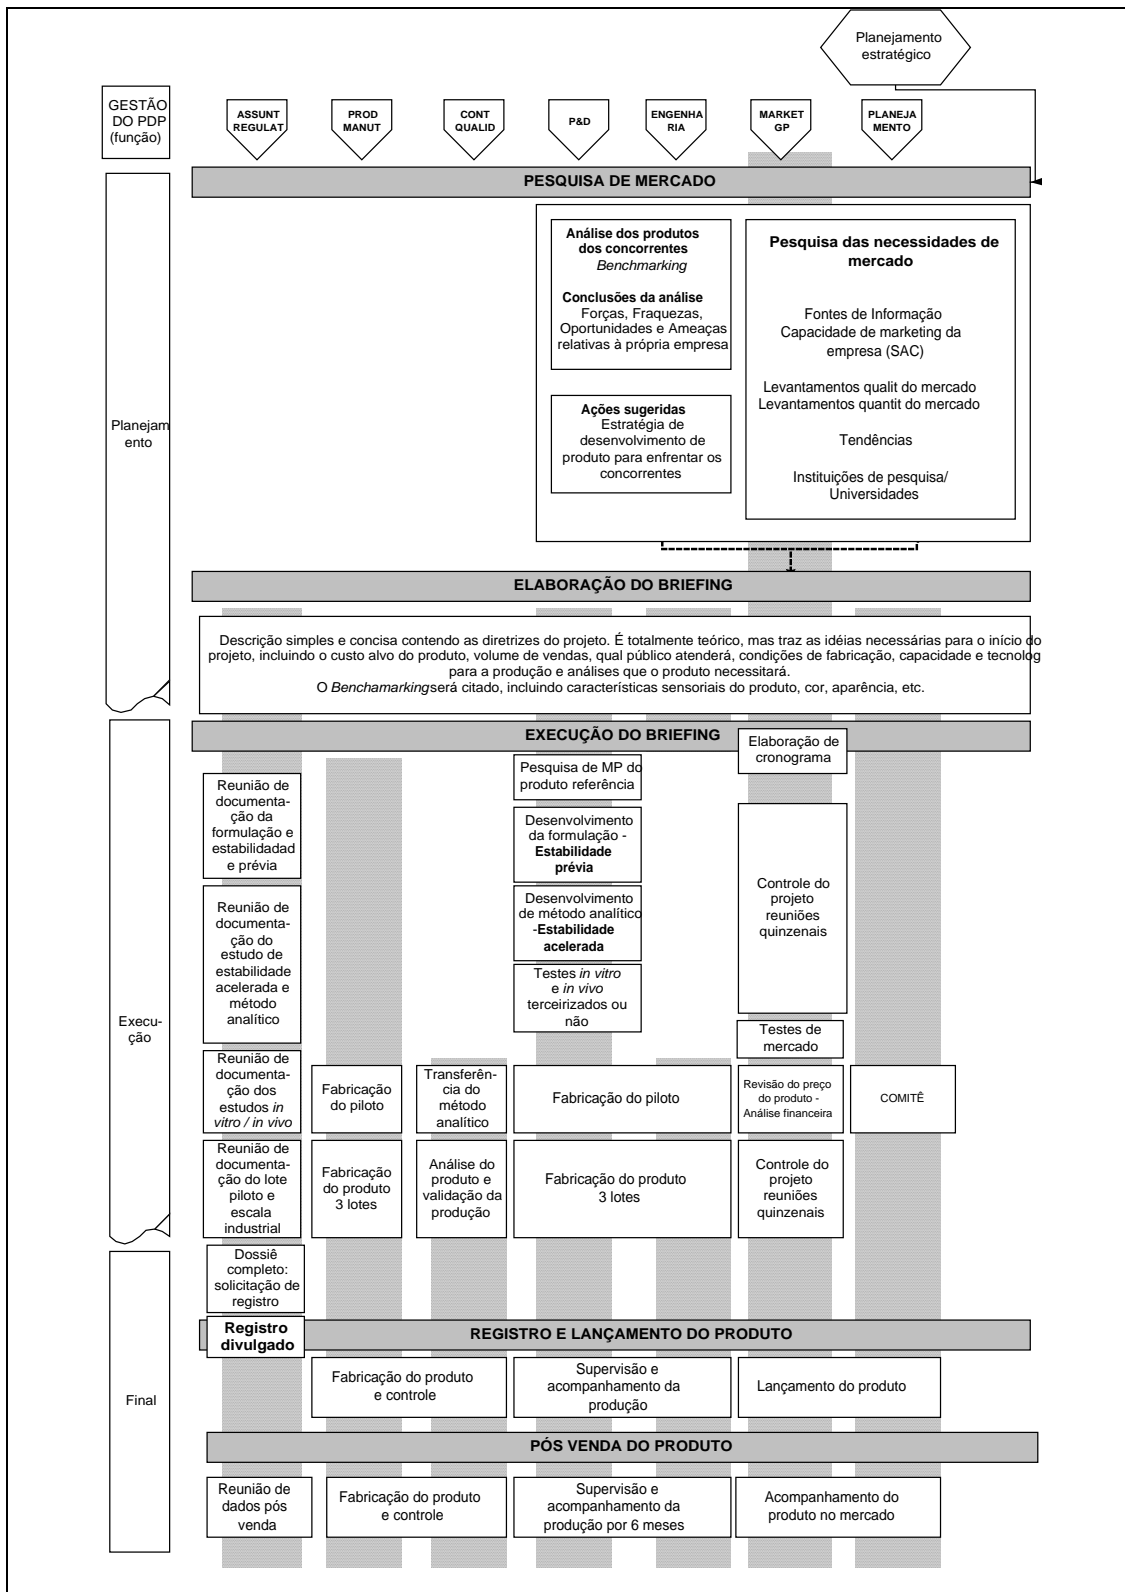 Planejamento
estratégico
GESTÃO
DO PDP
(função)
ASSUNT
REGULAT
PROD
MANUT
CONT
QUALID
P&D
ENGENHA
RIA
MARKET
GP
PLANEJA
MENTO
PESQUISA DE MERCADO
Planejam
ento
Análise dos produtos
dos concorrentes
Benchmarking
Conclusões da análise
Forças, Fraquezas,
Oportunidades e Ameaças
relativas à própria empresa
Ações sugeridas
Estratégia de
desenvolvimento de
produto para enfrentar os
concorrentes
Pesquisa das necessidades de
mercado
Fontes de Informação
Capacidade de marketing da
empresa (SAC)
Levantamentos qualit do mercado
Levantamentos quantit do mercado
Tendências
Instituições de pesquisa/
Universidades
ELABORAÇÃO DO BRIEFING
Descrição simples e concisa contendo as diretrizes do projeto. É totalmente teórico, mas traz as idéias necessárias para o início do
projeto, incluindo o custo alvo do produto, volume de vendas, qual público atenderá, condições de fabricação, capacidade e tecnolog
para a produção e análises que o produto necessitará.
O Benchamarkingserá citado, incluindo características sensoriais do produto, cor, aparência, etc.
EXECUÇÃO DO BRIEFING
Execu-
ção
Reunião de
documenta-
ção da
formulação e
estabilidadad
e prévia
Pesquisa de MP do
produto referência
Elaboração de
cronograma
Desenvolvimento
da formulação -
Estabilidade
prévia
Reunião de
documenta-
ção do
estudo de
estabilidade
acelerada e
método
analítico
Desenvolvimento
de método analítico
-Estabilidade
acelerada
Controle do
projeto
reuniões
quinzenais
Testes in vitro
e in vivo
terceirizados ou
não
Testes de
mercado
Reunião de
documenta-
ção dos
estudos in
vitro / in vivo
Fabricação
do piloto
Transferên-
cia do
método
analítico
Fabricação do piloto
Revisão do preço
do produto -
Análise financeira
COMITÊ
Reunião de
documenta-
ção do lote
piloto e
escala
industrial
Fabricação
do produto
3 lotes
Análise do
produto e
validação da
produção
Fabricação do produto
3 lotes
Controle do
projeto
reuniões
quinzenais
Final
Dossiê
completo:
solicitação de
registro
Registro
divulgado
REGISTRO E LANÇAMENTO DO PRODUTO
Fabricação do produto
e controle
Supervisão e
acompanhamento da
produção
Lançamento do produto
PÓS VENDA DO PRODUTO
Reunião de
dados pós
venda
Fabricação do produto
e controle
Supervisão e
acompanhamento da
produção por 6 meses
Acompanhamento do
produto no mercado